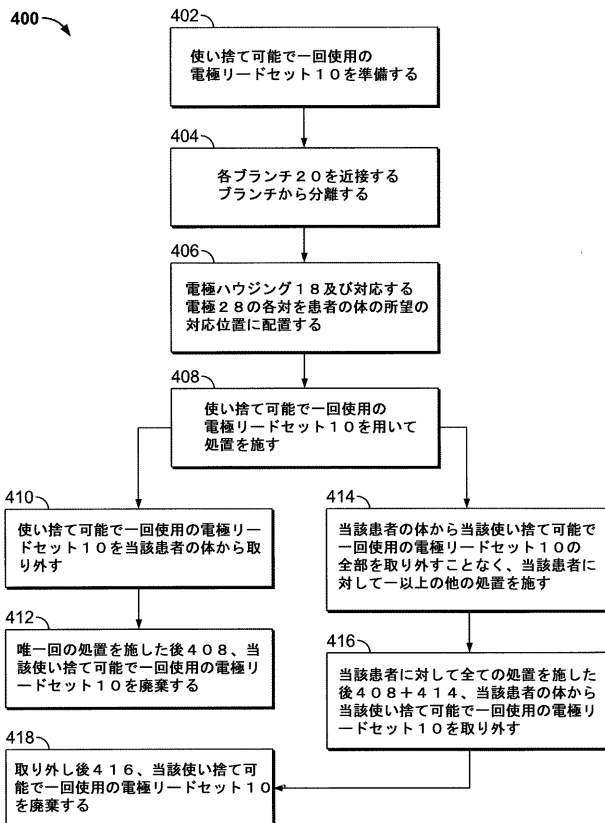 400
402
使い捨て可能で一回使用の
電極リードセット10を準備する
404
各ブランチ20を近接する
ブランチから分離する
406
電極ハウジング18及び対応する
電極28の各対を患者の体の所望の
対応位置に配置する
408
使い捨て可能で一回使用の
電極リードセット10を用いて
処置を施す
410
使い捨て可能で一回使用の電極リー
ドセット10を当該患者の体から取
り外す
412
唯一回の処置を施した後408、当
該使い捨て可能で一回使用の電極リ
ードセット10を廃棄する
414
当該患者の体から当該使い捨て可能で
一回使用の電極リードセット10の
全部を取り外すことなく、当該患者に
対して一以上の他の処置を施す
416
当該患者に対して全ての処置を施した
後408+414、当該患者の体から
当該使い捨て可能で一回使用の電極リー
ドセット10を取り外す
418
取り外し後416、当該使い捨て可
能で一回使用の電極リードセット10
を廃棄する